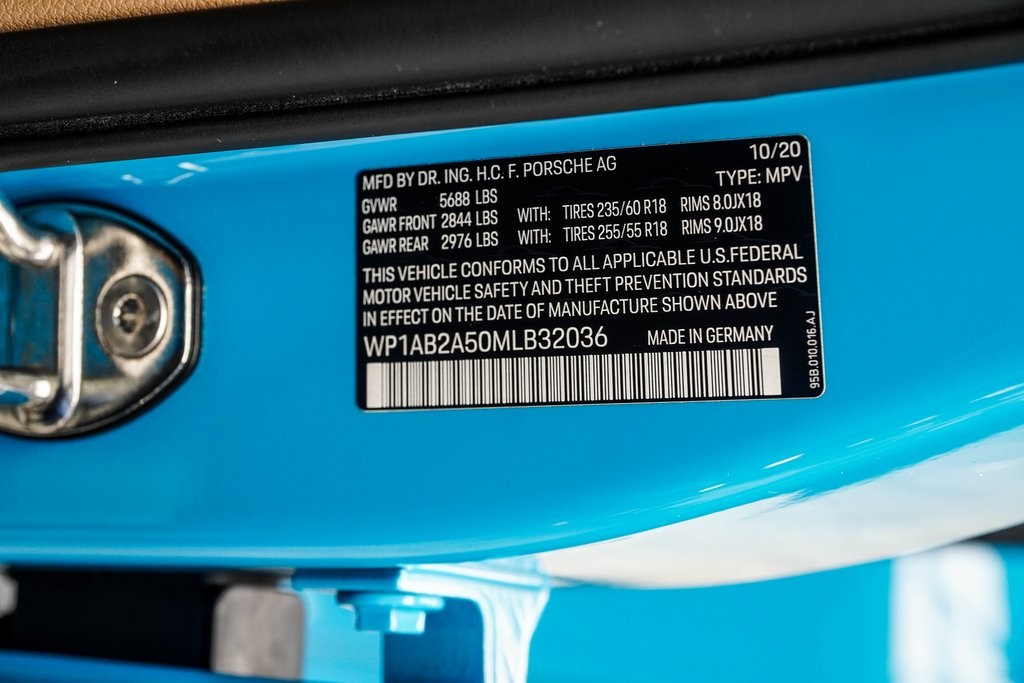 MFD BY DR. ING. H.C. F. PORSCHE AG 10/20
TYPE: MPV
GVWR 5688 LBS
GAWR FRONT 2844 LBS WITH: TIRES 235/60 R18 RIMS 8.0JX18
GAWR REAR 2976 LBS WITH: TIRES 255/55 R18 RIMS 9.0JX18
THIS VEHICLE CONFORMS TO ALL APPLICABLE U.S.FEDERAL
MOTOR VEHICLE SAFETY AND THEFT PREVENTION STANDARDS
IN EFFECT ON THE DATE OF MANUFACTURE SHOWN ABOVE
WP1AB2A50MLB32036 MADE IN GERMANY
95B.010.016.AJ